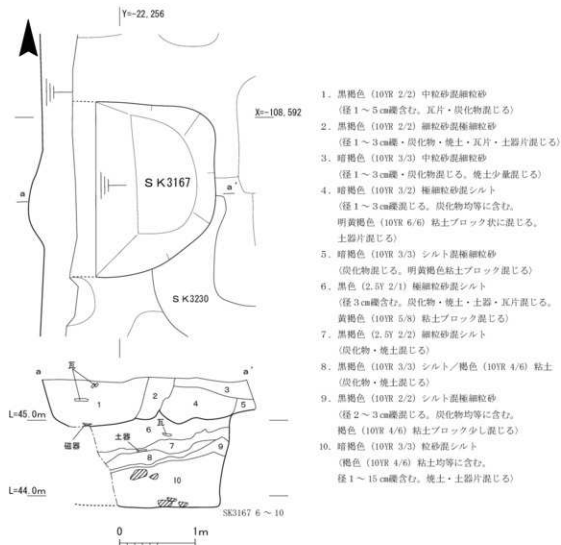 Y=-22,256
X=-108,592
SK3167
a
a'
SK3230
a
瓦
a'
1
2
3
4
5
L=45.0m
磁器
土器
瓦
6
7
8
9
10
L=44.0m
SK3167 6～10
0 1m
1. 黒褐色 (10YR 2/2) 中粒砂混細粒砂
(径1～5㎝礫含む。瓦片・炭化物混じる)
2. 黒褐色 (10YR 2/2) 細粒砂混極細粒砂
(径1～3㎝礫・炭化物・焼土・瓦片・土器片混じる)
3. 暗褐色 (10YR 3/3) 中粒砂混細粒砂
(径1～3㎝礫・炭化物混じる。焼土少量混じる)
4. 暗褐色 (10YR 3/2) 極細粒砂混シルト
(径1～3㎝礫混じる。炭化物均等に含む。
明黄褐色 (10YR 6/6) 粘土ブロック状に混じる。
土器片混じる)
5. 暗褐色 (10YR 3/3) シルト混極細粒砂
(炭化物混じる。明黄褐色粘土ブロック混じる)
6. 黒色 (2.5Y 2/1) 極細粒砂混シルト
(径3㎝礫含む。炭化物・焼土・土器・瓦片混じる。
黄褐色 (10YR 5/8) 粘土ブロック混じる)
7. 黒褐色 (2.5Y 2/2) 細粒砂混シルト
(炭化物・焼土混じる)
8. 黒褐色 (10YR 3/3) シルト／褐色 (10YR 4/6) 粘土
(炭化物・焼土混じる)
9. 黒褐色 (10YR 2/2) シルト混極細粒砂
(径2～3㎝礫混じる。炭化物均等に含む。
褐色 (10YR 4/6) 粘土ブロック少し混じる)
10. 暗褐色 (10YR 3/3) 粒砂混シルト
(褐色 (10YR 4/6) 粘土均等に含む。
径1～15㎝礫含む。焼土・土器片混じる)